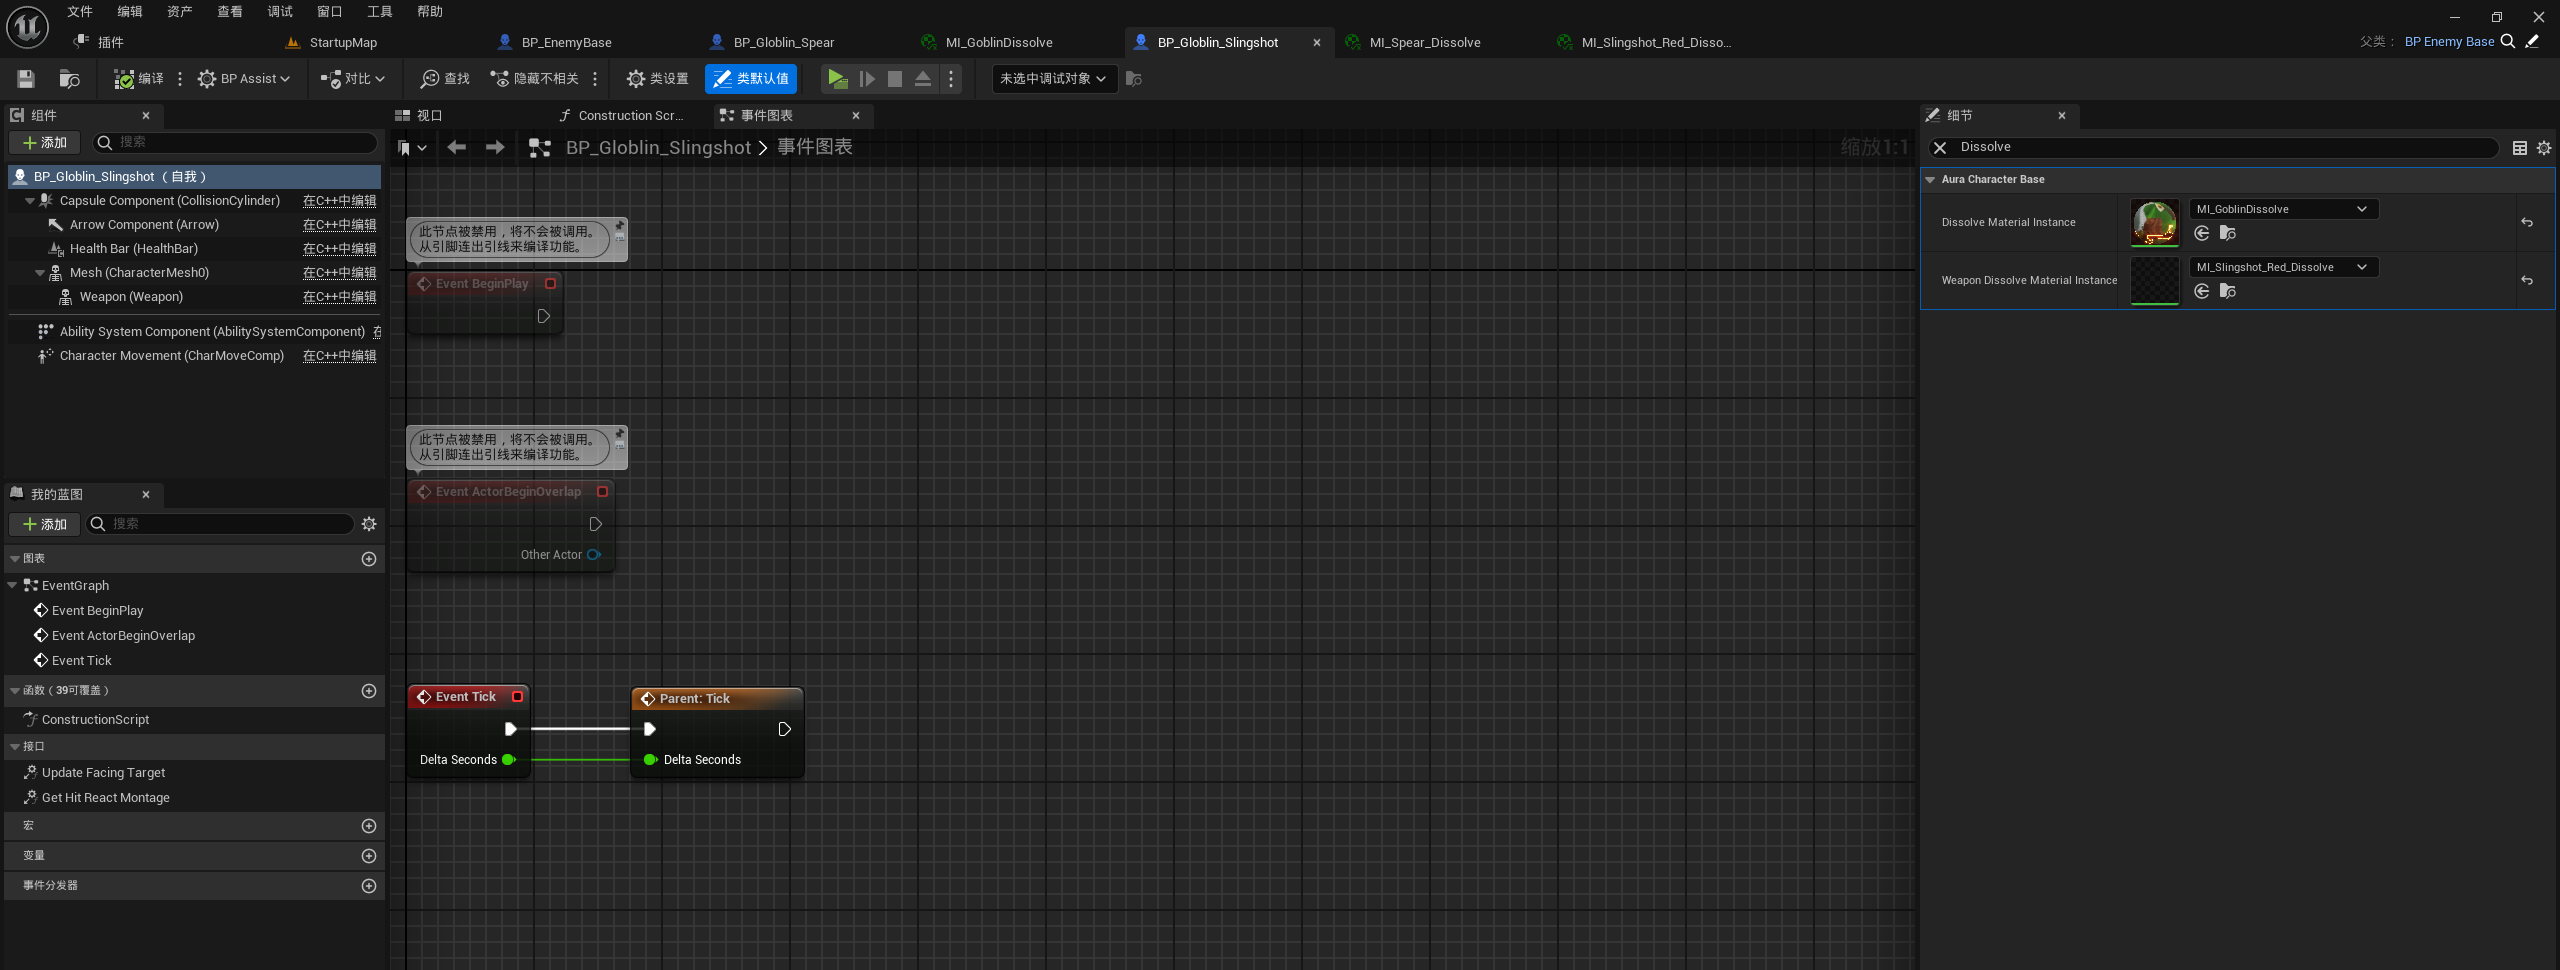 文件 编辑 资产 查看 调试 窗口 工具 帮助
插件 StartupMap BP_EnemyBase BP_Globlin_Spear MI_GoblinDissolve BP_Globlin_Slingshot MI_Spear_Dissolve MI_Slingshot_Red_Disso...
父类： BP Enemy Base
编译 BP Assist 对比 查找 隐藏不相关 类设置 类默认值 未选中调试对象
组件
添加 搜索
BP_Globlin_Slingshot （自我）
Capsule Component (CollisionCylinder) 在C++中编辑
Arrow Component (Arrow) 在C++中编辑
Health Bar (HealthBar) 在C++中编辑
Mesh (CharacterMesh0) 在C++中编辑
Weapon (Weapon) 在C++中编辑
Ability System Component (AbilitySystemComponent) 在
Character Movement (CharMoveComp) 在C++中编辑
我的蓝图
添加 搜索
图表
EventGraph
Event BeginPlay
Event ActorBeginOverlap
Event Tick
函数（39可覆盖）
ConstructionScript
接口
Update Facing Target
Get Hit React Montage
宏
变量
事件分发器
视口 Construction Scr... 事件图表
BP_Globlin_Slingshot > 事件图表
缩放1:1
此节点被禁用，将不会被调用。
从引脚连出引线来编译功能。
Event BeginPlay
此节点被禁用，将不会被调用。
从引脚连出引线来编译功能。
Event ActorBeginOverlap
Other Actor
Event Tick
Delta Seconds
Parent: Tick
Delta Seconds
细节
Dissolve
Aura Character Base
Dissolve Material Instance MI_GoblinDissolve
Weapon Dissolve Material Instance MI_Slingshot_Red_Dissolve